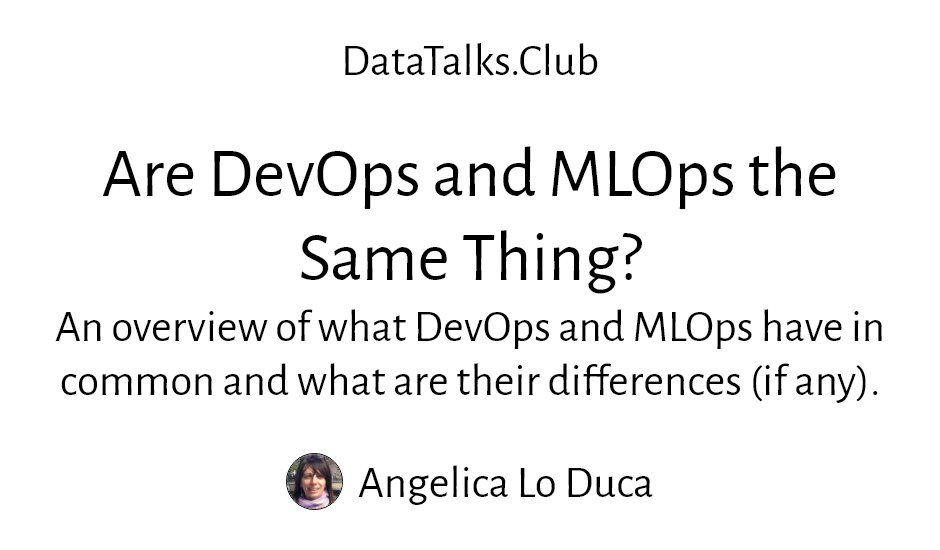 DataTalks.Club
Are DevOps and MLOps the
Same Thing?
An overview of what DevOps and MLOps have in
common and what are their differences (if any).
Angelica Lo Duca